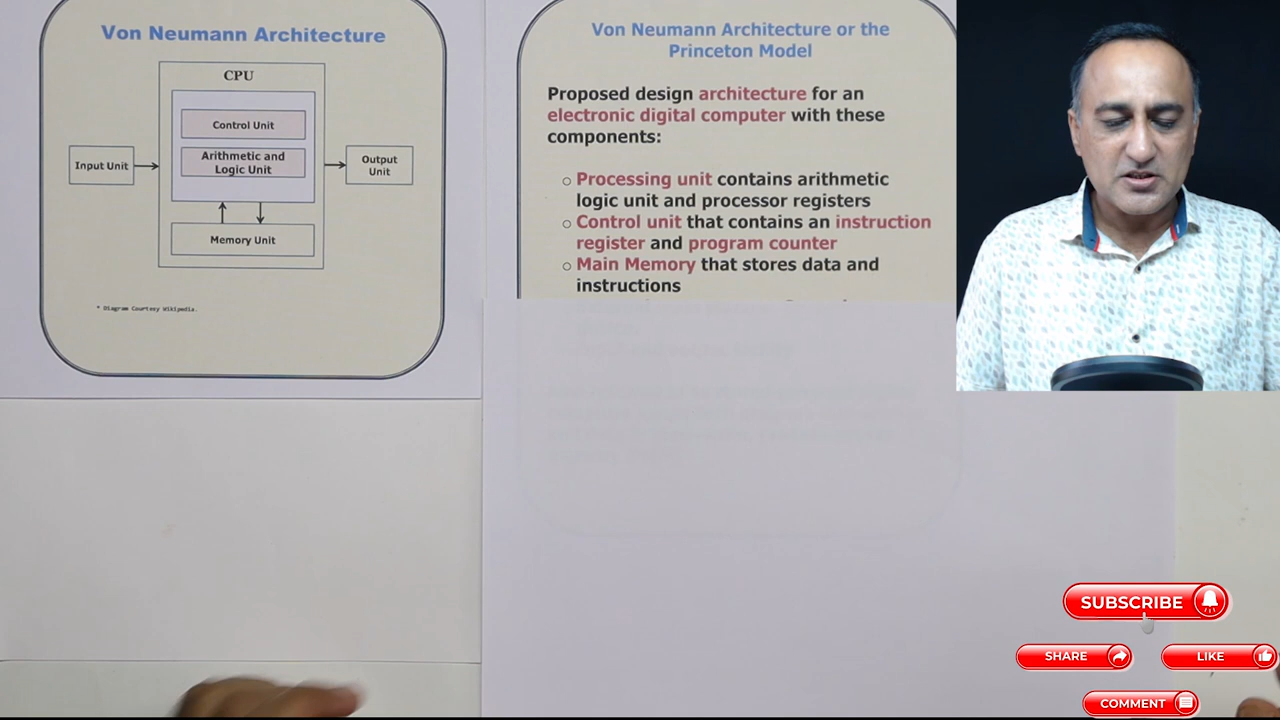 Von Neumann Architecture
CPU
Control Unit
Arithmetic and
Logic Unit
Input Unit
Output
Unit
Memory Unit
* Diagram Courtesy Wikipedia.
Von Neumann Architecture or the
Princeton Model
Proposed design architecture for an
electronic digital computer with these
components:
○ Processing unit contains arithmetic
logic unit and processor registers
○ Control unit that contains an instruction
register and program counter
○ Main Memory that stores data and
instructions
SUBSCRIBE
SHARE
LIKE
COMMENT